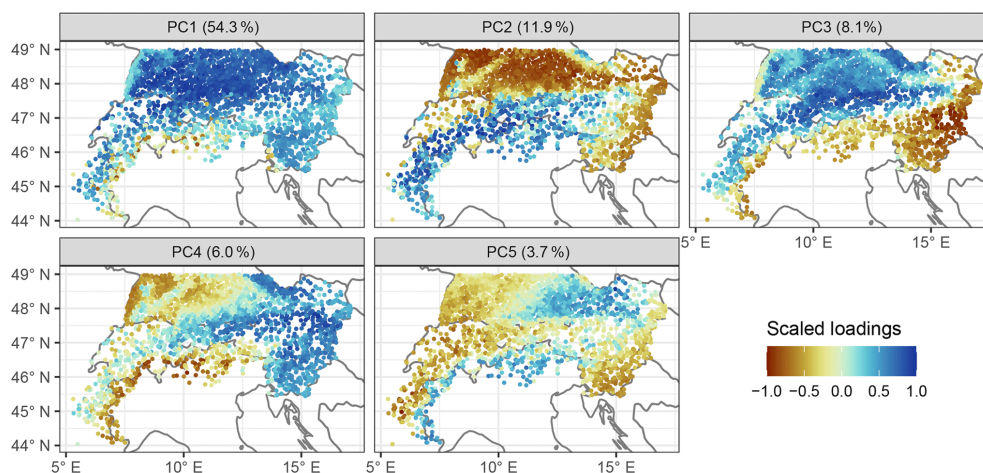 PC1 (54.3 %) PC2 (11.9 %) PC3 (8.1%)
49° N
48° N
47° N
46° N
45° N
44° N
5° E 10° E 15° E
PC4 (6.0 %) PC5 (3.7 %)
49° N
48° N
47° N
46° N
45° N
44° N
5° E 10° E 15° E 5° E 10° E 15° E
Scaled loadings
−1.0 −0.5 0.0 0.5 1.0